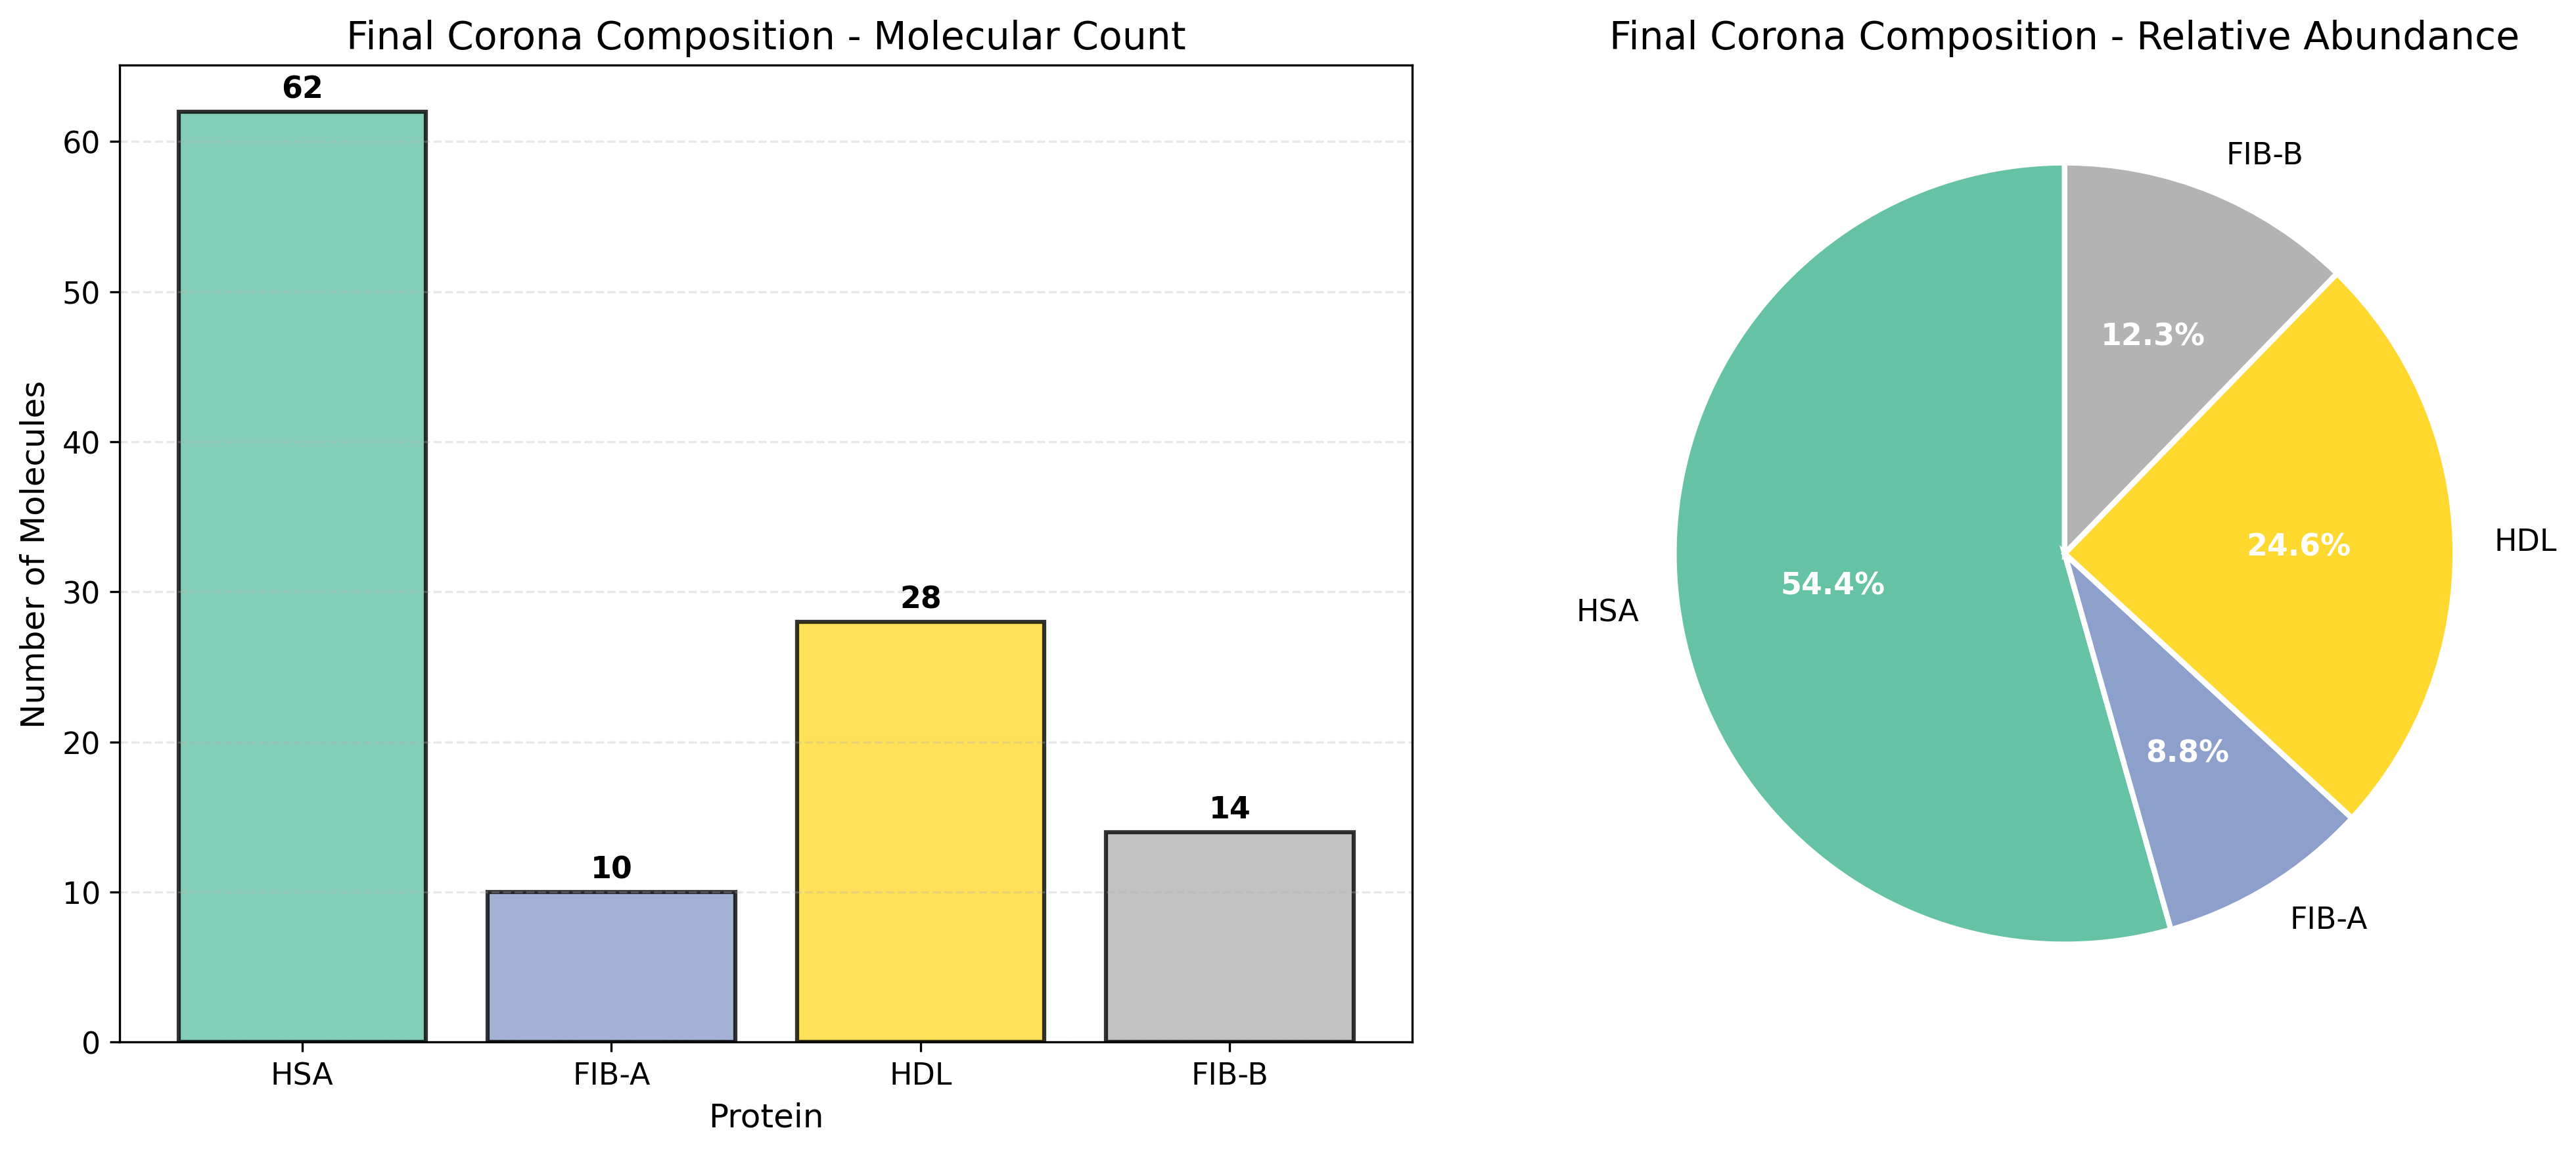 Final Corona Composition - Molecular Count
Number of Molecules
60
50
40
30
20
10
0
62
10
28
14
HSA
FIB-A
HDL
FIB-B
Protein
Final Corona Composition - Relative Abundance
FIB-B
12.3%
HDL
24.6%
54.4%
HSA
8.8%
FIB-A